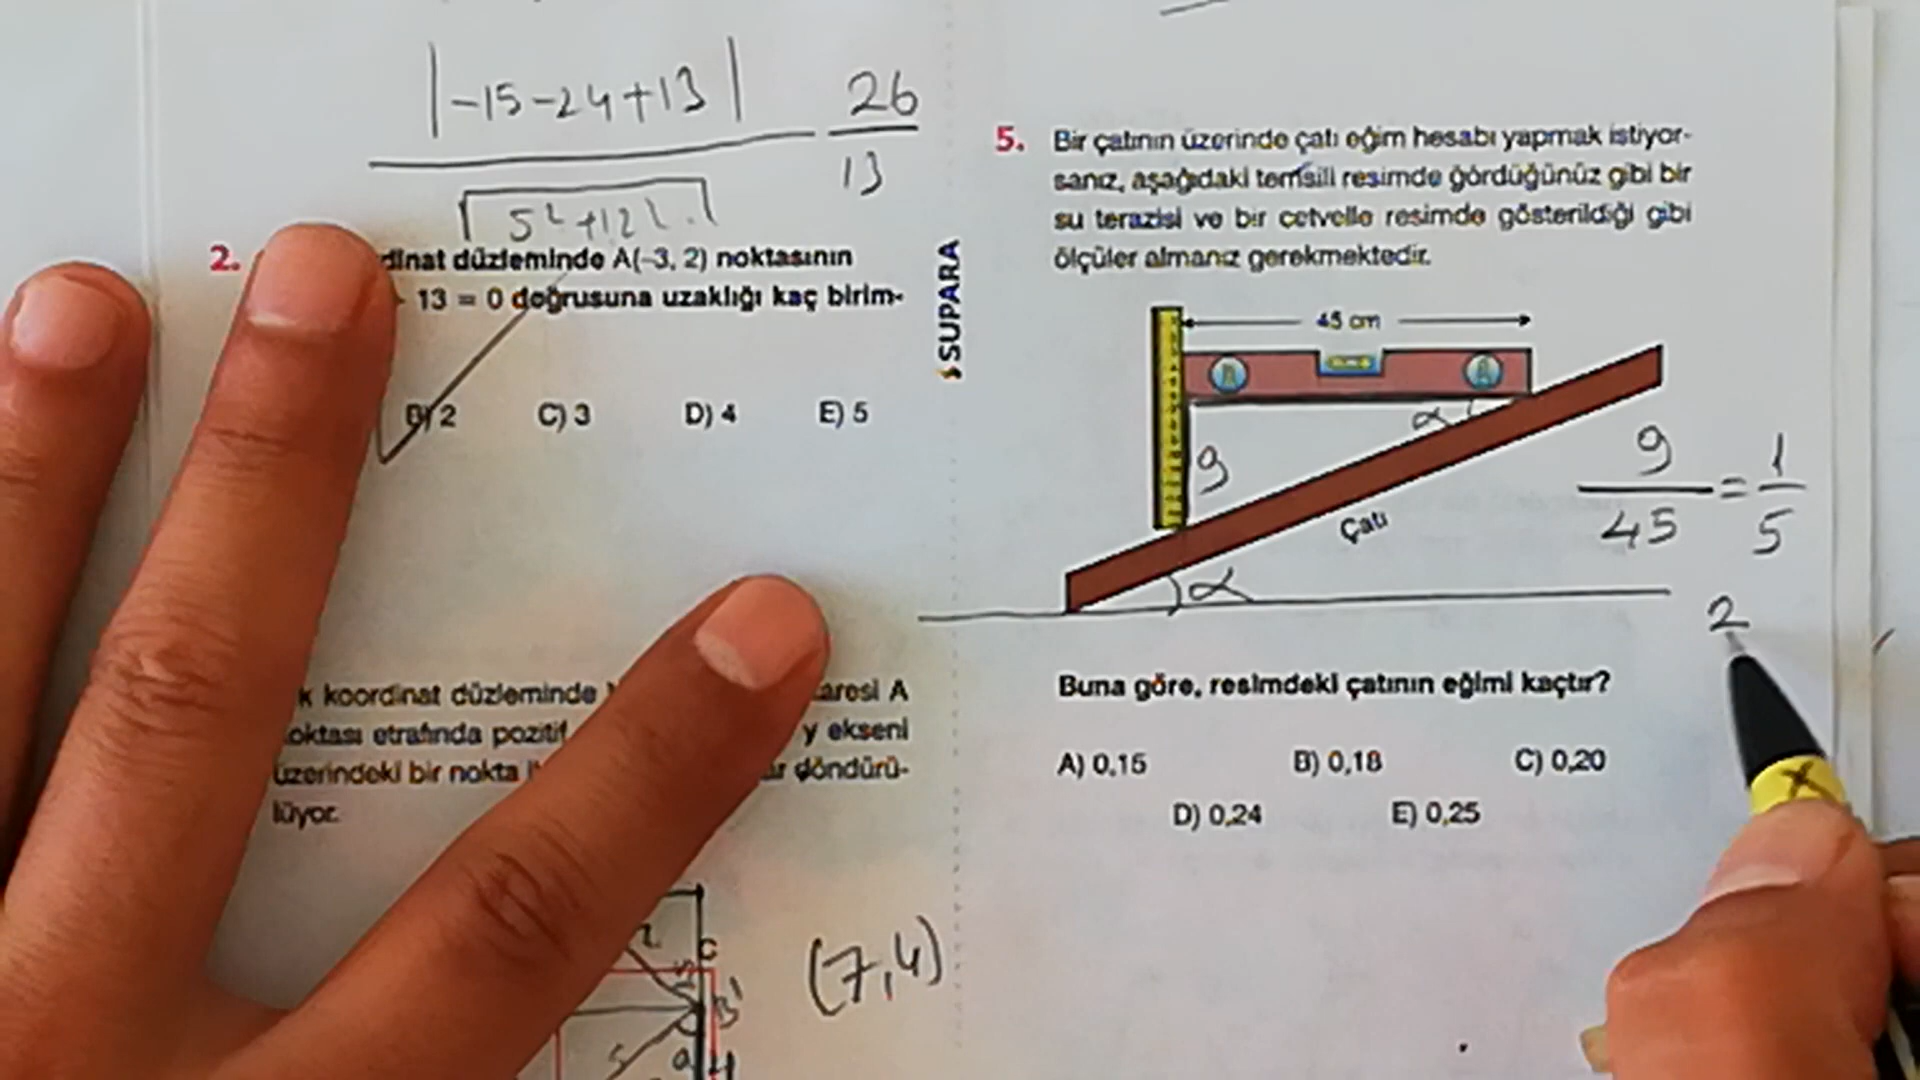 |-15-24+13| 26
5²+12² 13
2. dinat düzleminde A(-3, 2) noktasının
13 = 0 doğrusuna uzaklığı kaç birim-
B) 2 C) 3 D) 4 E) 5
k koordinat düzleminde aresi A
oktası etrafında pozitif y ekseni
üzerindeki bir nokta döndürü-
lüyor.
2
C
5
B'
5 a 4
(7,4)
SUPARA
5. Bir çatının üzerinde çatı eğim hesabı yapmak istiyor-
sanız, aşağıdaki temsili resimde gördüğünüz gibi bir
su terazisi ve bir cetvelle resimde gösterildiği gibi
ölçüler almanız gerekmektedir.
45 cm
α
9
9/45 = 1/5
Çatı
α
2
Buna göre, resimdeki çatının eğimi kaçtır?
A) 0,15 B) 0,18 C) 0,20
D) 0,24 E) 0,25
X